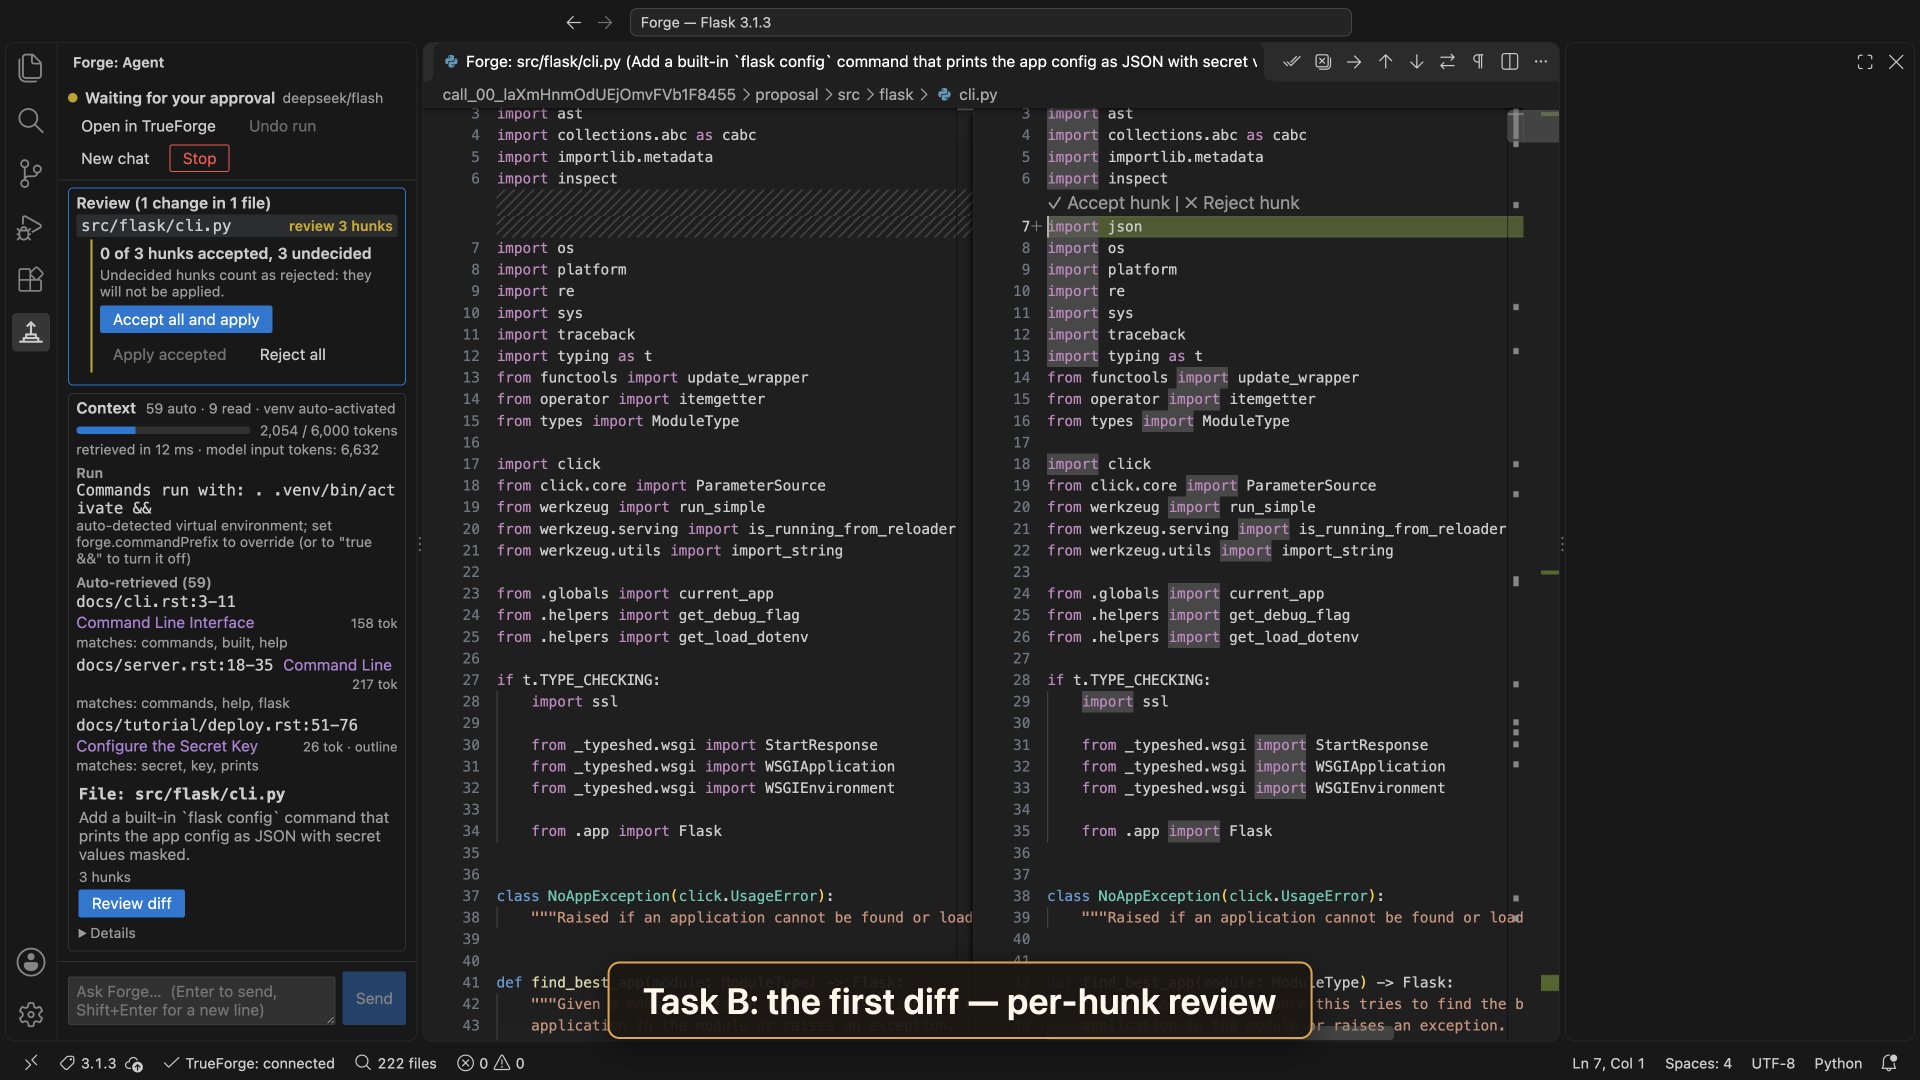 Forge — Flask 3.1.3
Forge: Agent
Waiting for your approval deepseek/flash
Open in TrueForge Undo run
New chat Stop
Review (1 change in 1 file)
src/flask/cli.py review 3 hunks
0 of 3 hunks accepted, 3 undecided
Undecided hunks count as rejected: they
will not be applied.
Accept all and apply
Apply accepted Reject all
Context 59 auto · 9 read · venv auto-activated
2,054 / 6,000 tokens
retrieved in 12 ms · model input tokens: 6,632
Run
Commands run with: . .venv/bin/act
ivate &&
auto-detected virtual environment; set
forge.commandPrefix to override (or to "true
&&" to turn it off)
Auto-retrieved (59)
docs/cli.rst:3–11
Command Line Interface 158 tok
matches: commands, built, help
docs/server.rst:18–35 Command Line
217 tok
matches: commands, help, flask
docs/tutorial/deploy.rst:51–76
Configure the Secret Key 26 tok · outline
matches: secret, key, prints
File: src/flask/cli.py
Add a built-in `flask config` command that
prints the app config as JSON with secret
values masked.
3 hunks
Review diff
Details
Ask Forge... (Enter to send,
Shift+Enter for a new line)
Send
Forge: src/flask/cli.py (Add a built-in `flask config` command that prints the app config as JSON with secret v
call_00_laXmHnmOdUEjOmvFVb1F8455 > proposal > src > flask > cli.py
3 import ast
4 import collections.abc as cabc
5 import importlib.metadata
6 import inspect
7 import os
8 import platform
9 import re
10 import sys
11 import traceback
12 import typing as t
13 from functools import update_wrapper
14 from operator import itemgetter
15 from types import ModuleType
16
17 import click
18 from click.core import ParameterSource
19 from werkzeug import run_simple
20 from werkzeug.serving import is_running_from_reloader
21 from werkzeug.utils import import_string
22
23 from .globals import current_app
24 from .helpers import get_debug_flag
25 from .helpers import get_load_dotenv
26
27 if t.TYPE_CHECKING:
28 import ssl
29
30 from _typeshed.wsgi import StartResponse
31 from _typeshed.wsgi import WSGIApplication
32 from _typeshed.wsgi import WSGIEnvironment
33
34 from .app import Flask
35
36
37 class NoAppException(click.UsageError):
38 """Raised if an application cannot be found or load
39
40
41 def find_best_app(module: ModuleType) -> Flask:
42 """Given
43 application in the module or raises an exception.
3 import ast
4 import collections.abc as cabc
5 import importlib.metadata
6 import inspect
Accept hunk | Reject hunk
7+ import json
8 import os
9 import platform
10 import re
11 import sys
12 import traceback
13 import typing as t
14 from functools import update_wrapper
15 from operator import itemgetter
16 from types import ModuleType
17
18 import click
19 from click.core import ParameterSource
20 from werkzeug import run_simple
21 from werkzeug.serving import is_running_from_reloader
22 from werkzeug.utils import import_string
23
24 from .globals import current_app
25 from .helpers import get_debug_flag
26 from .helpers import get_load_dotenv
27
28 if t.TYPE_CHECKING:
29 import ssl
30
31 from _typeshed.wsgi import StartResponse
32 from _typeshed.wsgi import WSGIApplication
33 from _typeshed.wsgi import WSGIEnvironment
34
35 from .app import Flask
36
37
38 class NoAppException(click.UsageError):
39 """Raised if an application cannot be found or load
40
41
42 def find_best_app(module: ModuleType) -> Flask:
this tries to find the b
44 application in the module or raises an exception.
Task B: the first diff — per-hunk review
3.1.3 TrueForge: connected 222 files 0 0
Ln 7, Col 1 Spaces: 4 UTF-8 Python